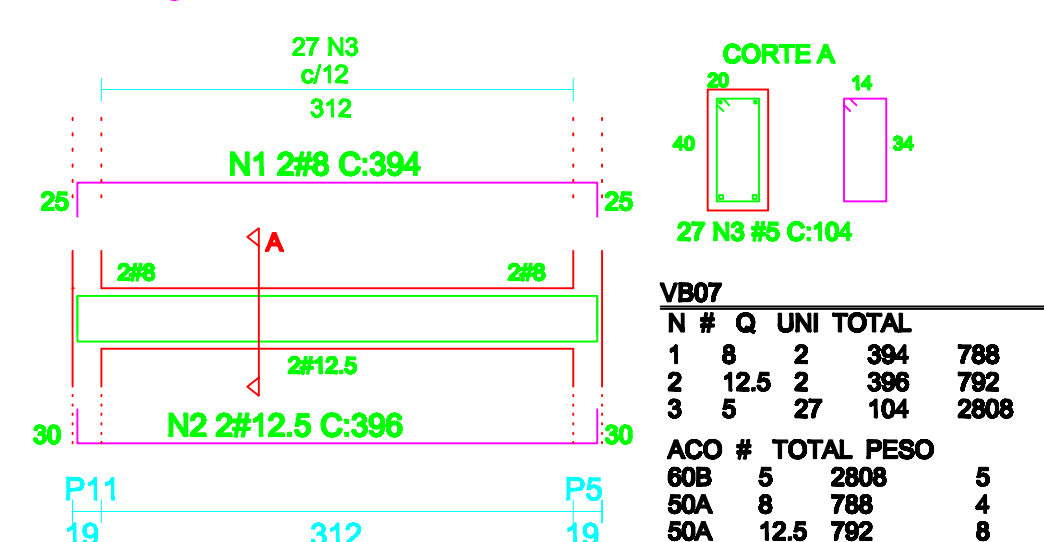 27 N3
c/12
312
N1 2#8 C:394
25
25
A
2#8
2#8
2#12.5
N2 2#12.5 C:396
30
30
P11
P5
19
312
19
CORTE A
20
14
40
34
27 N3 #5 C:104
VB07
N # Q UNI TOTAL
1 8 2 394 788
2 12.5 2 396 792
3 5 27 104 2808
ACO # TOTAL PESO
60B 5 2808 5
50A 8 788 4
50A 12.5 792 8